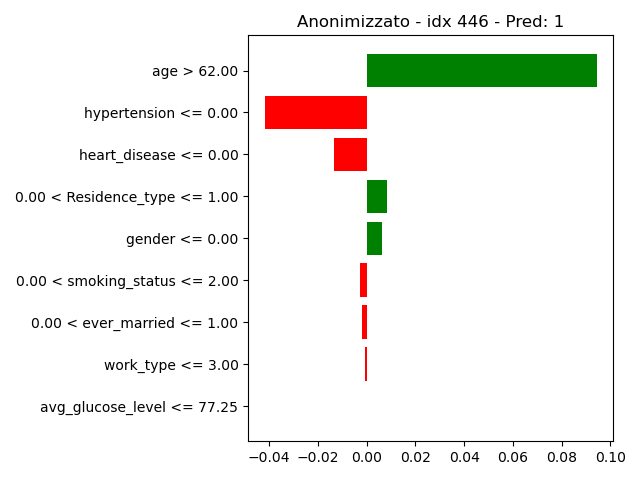 Anonimizzato - idx 446 - Pred: 1
age > 62.00
hypertension <= 0.00
heart_disease <= 0.00
0.00 < Residence_type <= 1.00
gender <= 0.00
0.00 < smoking_status <= 2.00
0.00 < ever_married <= 1.00
work_type <= 3.00
avg_glucose_level <= 77.25
−0.04 −0.02 0.00 0.02 0.04 0.06 0.08 0.10